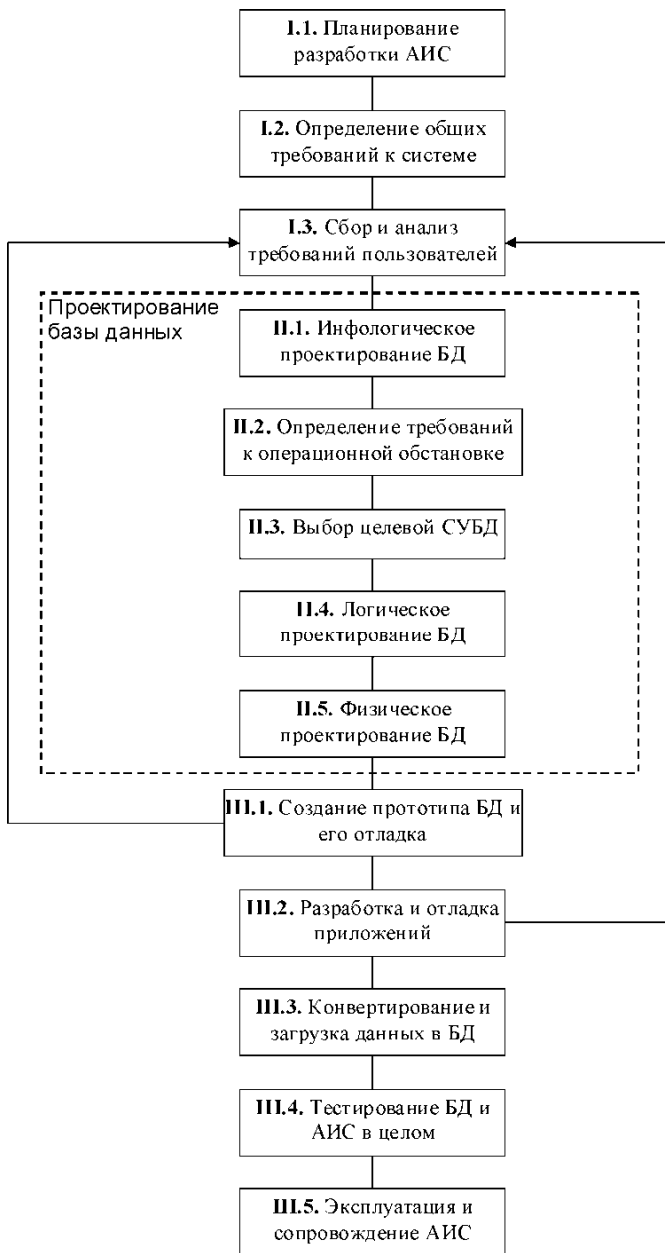 I.1. Планирование
разработки АИС
I.2. Определение общих
требований к системе
I.3. Сбор и анализ
требований пользователей
Проектирование
базы данных
II.1. Инфологическое
проектирование БД
II.2. Определение требований
к операционной обстановке
II.3. Выбор целевой СУБД
II.4. Логическое
проектирование БД
II.5. Физическое
проектирование БД
III.1. Создание прототипа БД и
его отладка
III.2. Разработка и отладка
приложений
III.3. Конвертирование и
загрузка данных в БД
III.4. Тестирование БД и
АИС в целом
III.5. Эксплуатация и
сопровождение АИС